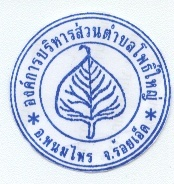 องค์การบริหารส่วนตำบลโพธิ์ใหญ่
* อ.พนมไพร จ.ร้อยเอ็ด *